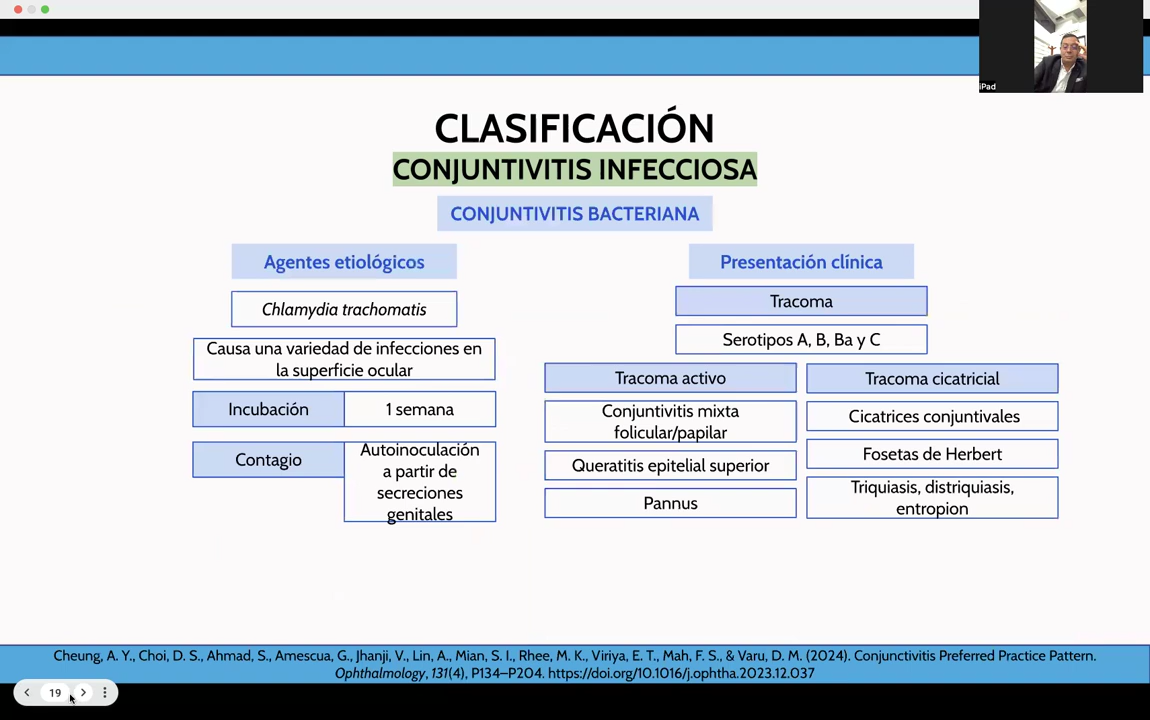 iPad
CLASIFICACIÓN
CONJUNTIVITIS INFECCIOSA
CONJUNTIVITIS BACTERIANA
Agentes etiológicos
Chlamydia trachomatis
Causa una variedad de infecciones en
la superficie ocular
Incubación
1 semana
Contagio
Autoinoculación
a partir de
secreciones
genitales
Presentación clínica
Tracoma
Serotipos A, B, Ba y C
Tracoma activo
Conjuntivitis mixta
folicular/papilar
Queratitis epitelial superior
Pannus
Tracoma cicatricial
Cicatrices conjuntivales
Fosetas de Herbert
Triquiasis, distriquiasis,
entropion
Cheung, A. Y., Choi, D. S., Ahmad, S., Amescua, G., Jhanji, V., Lin, A., Mian, S. I., Rhee, M. K., Viriya, E. T., Mah, F. S., & Varu, D. M. (2024). Conjunctivitis Preferred Practice Pattern.
Ophthalmology, 131(4), P134–P204. https://doi.org/10.1016/j.ophtha.2023.12.037
19